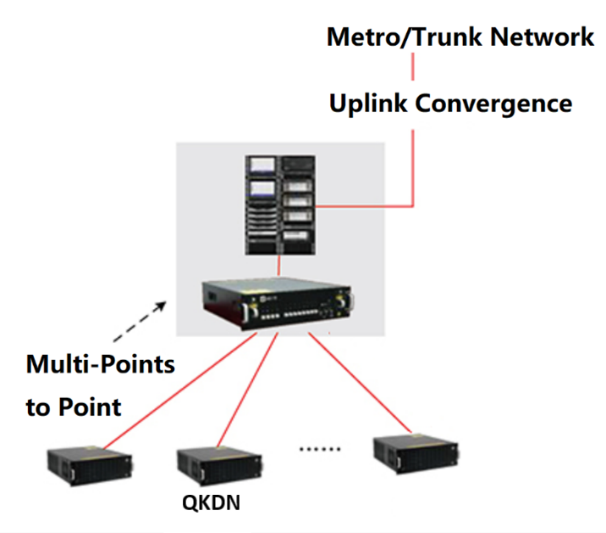 Metro/Trunk Network
Uplink Convergence
Multi-Points
to Point
......
QKDN